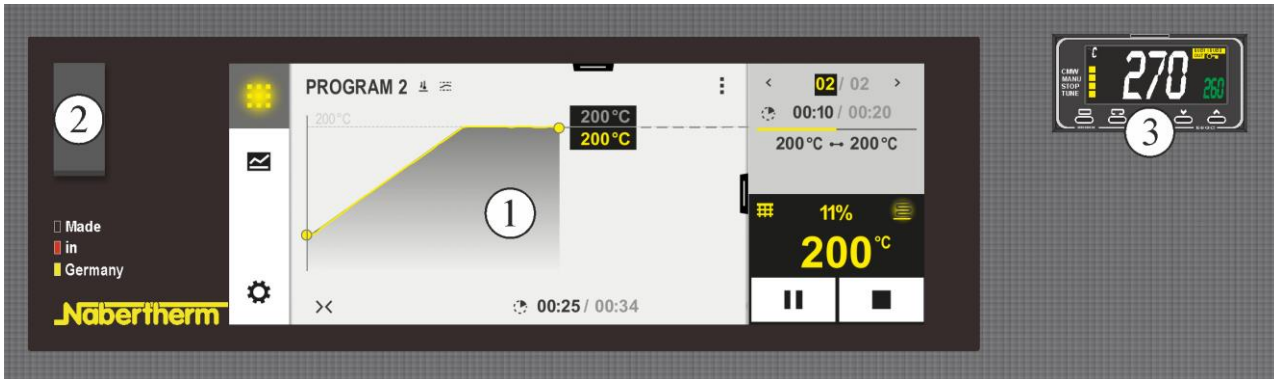 2
Made
in
Germany
Nabertherm
PROGRAM 2
200°C
200°C
200°C
1
00:25 / 00:34
02 / 02
00:10 / 00:20
200°C ↔ 200°C
11%
200°C
C
270
260
CMW
MANU
STOP
TUNE
3